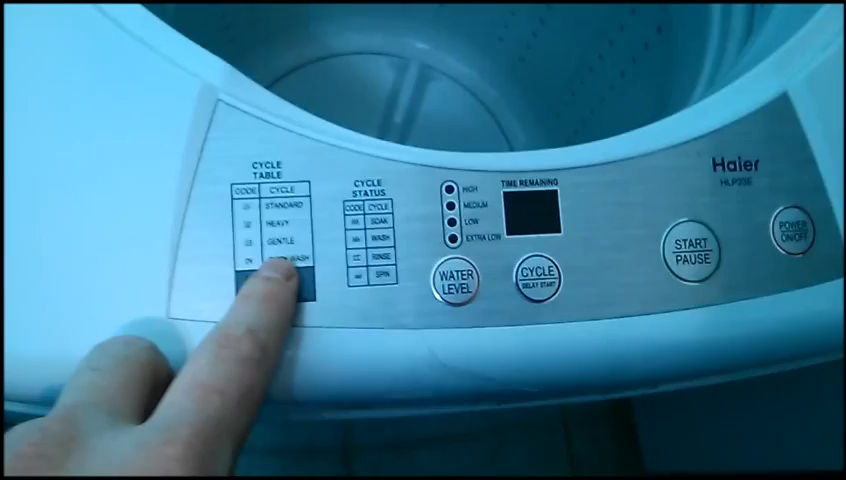 CYCLE
TABLE
CODE CYCLE
STANDARD
HEAVY
GENTLE
WASH
CYCLE
STATUS
CODE CYCLE
SOAK
WASH
RINSE
SPIN
HIGH
MEDIUM
LOW
EXTRA LOW
WATER
LEVEL
TIME REMAINING
CYCLE
DELAY START
START
PAUSE
Haier
POWER
ON/OFF